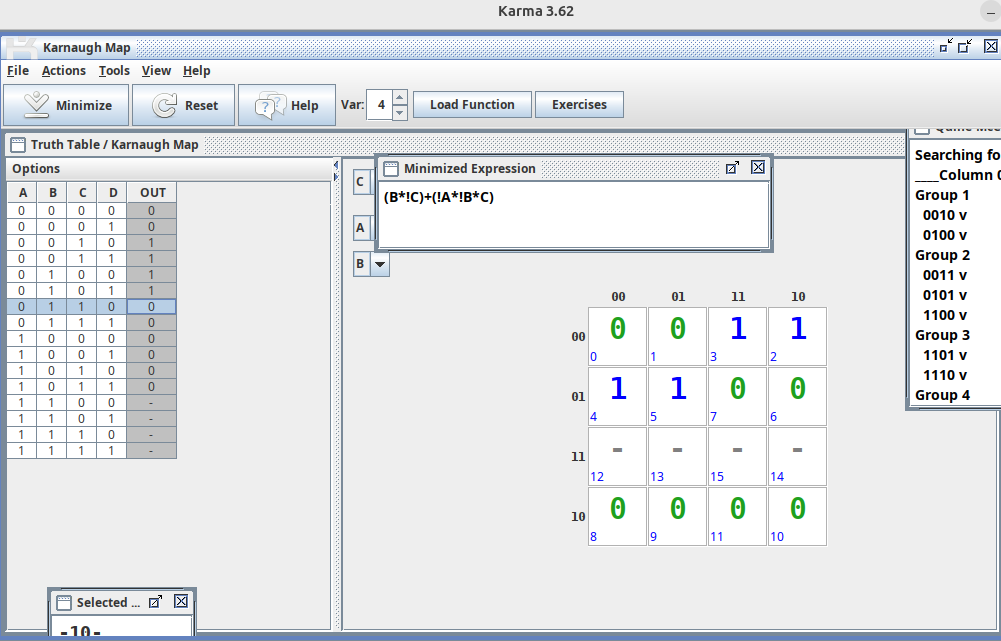 Karma 3.62
Karnaugh Map
File Actions Tools View Help
Minimize Reset Help Var: 4 Load Function Exercises
Truth Table / Karnaugh Map
Options
A B C D OUT
0 0 0 0 0
0 0 0 1 0
0 0 1 0 1
0 0 1 1 1
0 1 0 0 1
0 1 0 1 1
0 1 1 0 0
0 1 1 1 0
1 0 0 0 0
1 0 0 1 0
1 0 1 0 0
1 0 1 1 0
1 1 0 0 -
1 1 0 1 -
1 1 1 0 -
1 1 1 1 -
Selected ...
-10-
C
A
B
Minimized Expression
(B*!C)+(!A*!B*C)
00 01 11 10
00 0 0 1 1
0 1 3 2
01 1 1 0 0
4 5 7 6
11 - - - -
12 13 15 14
10 0 0 0 0
8 9 11 10
Searching fo
____Column 0
Group 1
0010 v
0100 v
Group 2
0011 v
0101 v
1100 v
Group 3
1101 v
1110 v
Group 4